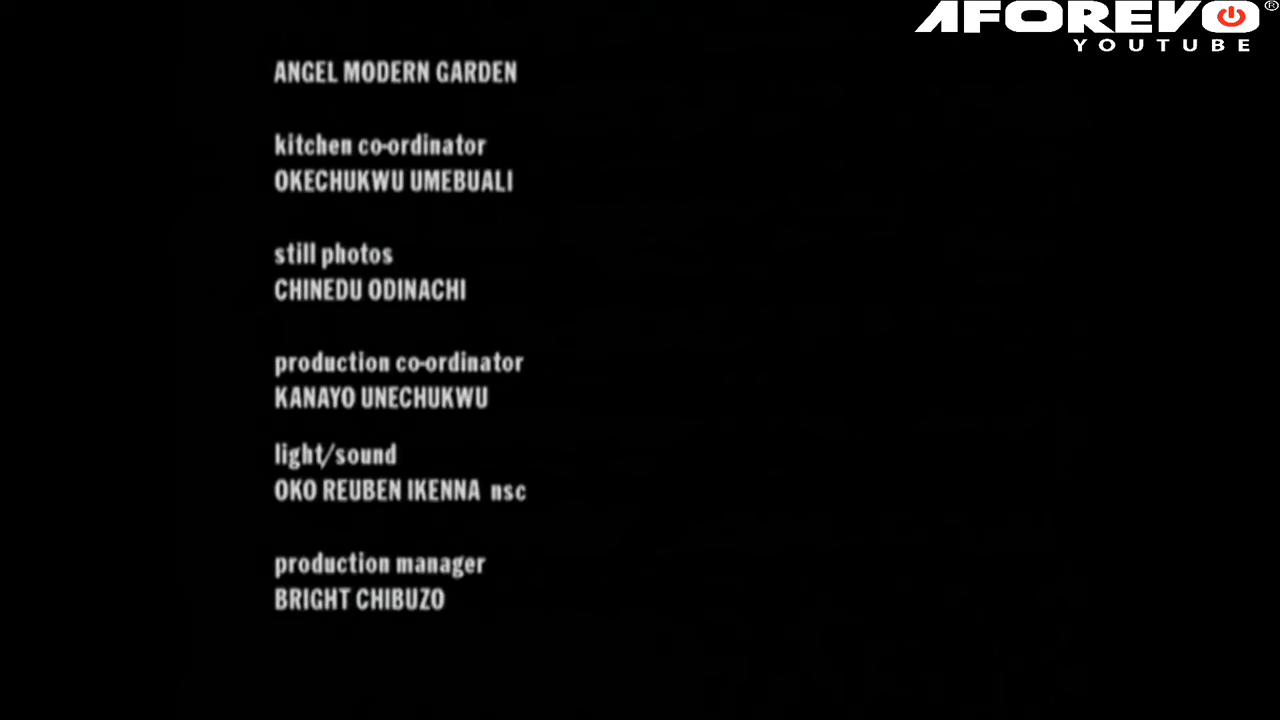 AFOREVO®
YOUTUBE
ANGEL MODERN GARDEN
kitchen co-ordinator
OKECHUKWU UMEBUALI
still photos
CHINEDU ODINACHI
production co-ordinator
KANAYO UNECHUKWU
light/sound
OKO REUBEN IKENNA nsc
production manager
BRIGHT CHIBUZO